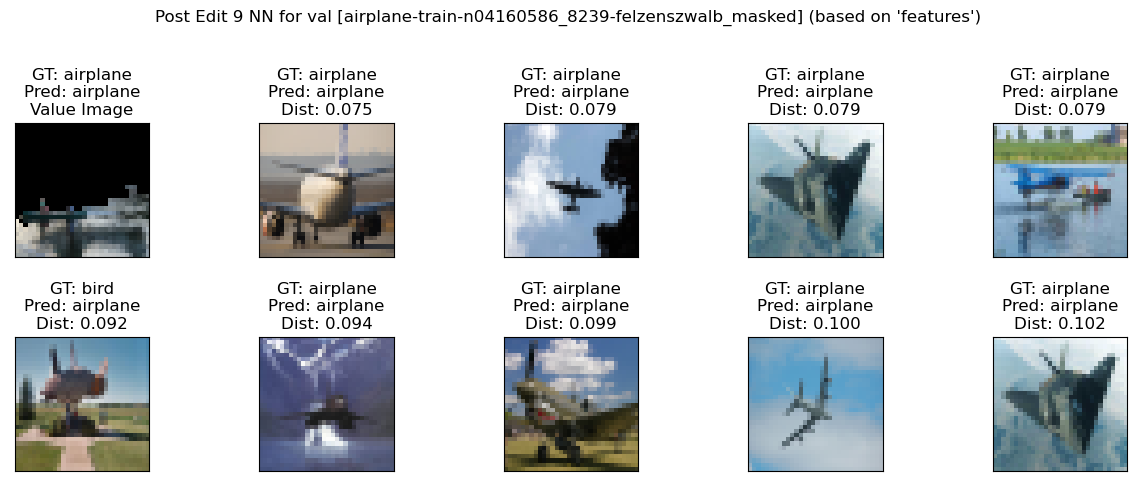 Post Edit 9 NN for val [airplane-train-n04160586_8239-felzenszwalb_masked] (based on 'features')
GT: airplane
Pred: airplane
Value Image
GT: airplane
Pred: airplane
Dist: 0.075
GT: airplane
Pred: airplane
Dist: 0.079
GT: airplane
Pred: airplane
Dist: 0.079
GT: airplane
Pred: airplane
Dist: 0.079
GT: bird
Pred: airplane
Dist: 0.092
GT: airplane
Pred: airplane
Dist: 0.094
GT: airplane
Pred: airplane
Dist: 0.099
GT: airplane
Pred: airplane
Dist: 0.100
GT: airplane
Pred: airplane
Dist: 0.102